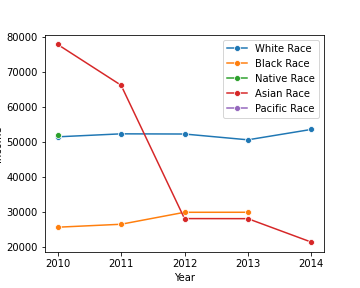 White Race
Black Race
Native Race
Asian Race
Pacific Race
80000
70000
60000
50000
40000
30000
20000
2010 2011 2012 2013 2014
Year